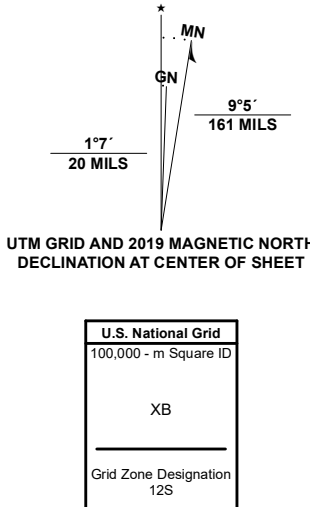 ★
MN
GN
9°5´
161 MILS
1°7´
20 MILS
UTM GRID AND 2019 MAGNETIC NORTH
DECLINATION AT CENTER OF SHEET
U.S. National Grid
100,000 - m Square ID
XB
Grid Zone Designation
12S